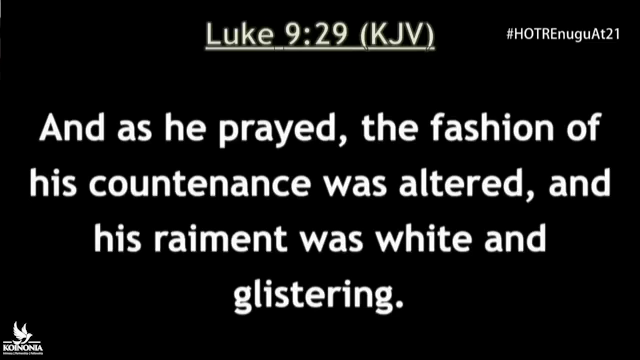 Luke 9:29 (KJV)
#HOTREnuguAt21
And as he prayed, the fashion of
his countenance was altered, and
his raiment was white and
glistering.
KOINONIA